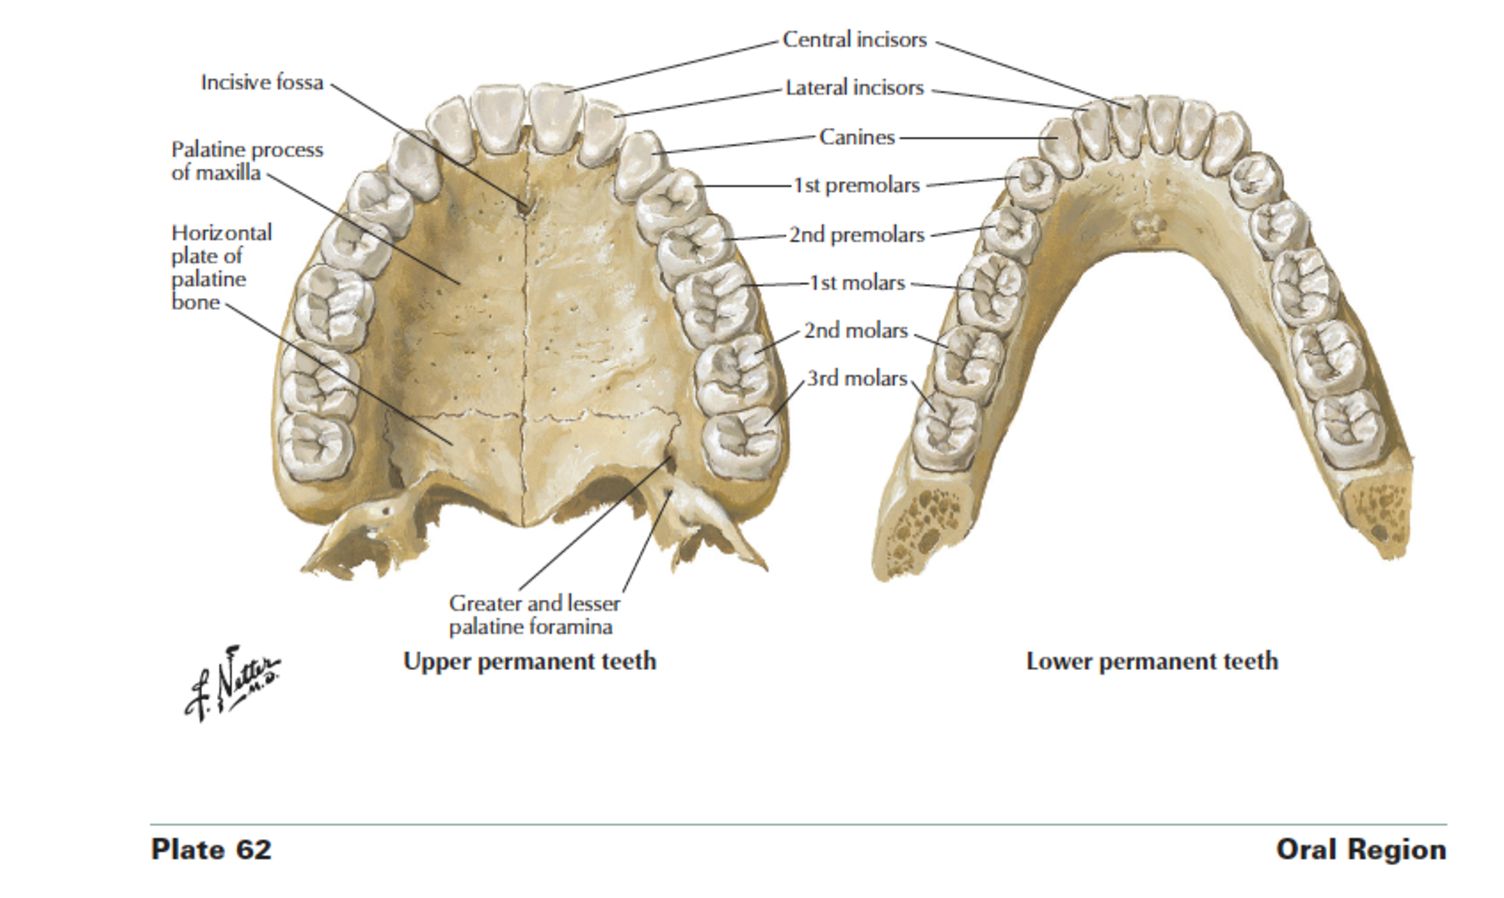 Central incisors
Incisive fossa
Lateral incisors
Canines
Palatine process
of maxilla
1st premolars
Horizontal
plate of
palatine
bone
2nd premolars
1st molars
2nd molars
3rd molars
Greater and lesser
palatine foramina
Upper permanent teeth
Lower permanent teeth
F. Netter
M.D.
Plate 62
Oral Region